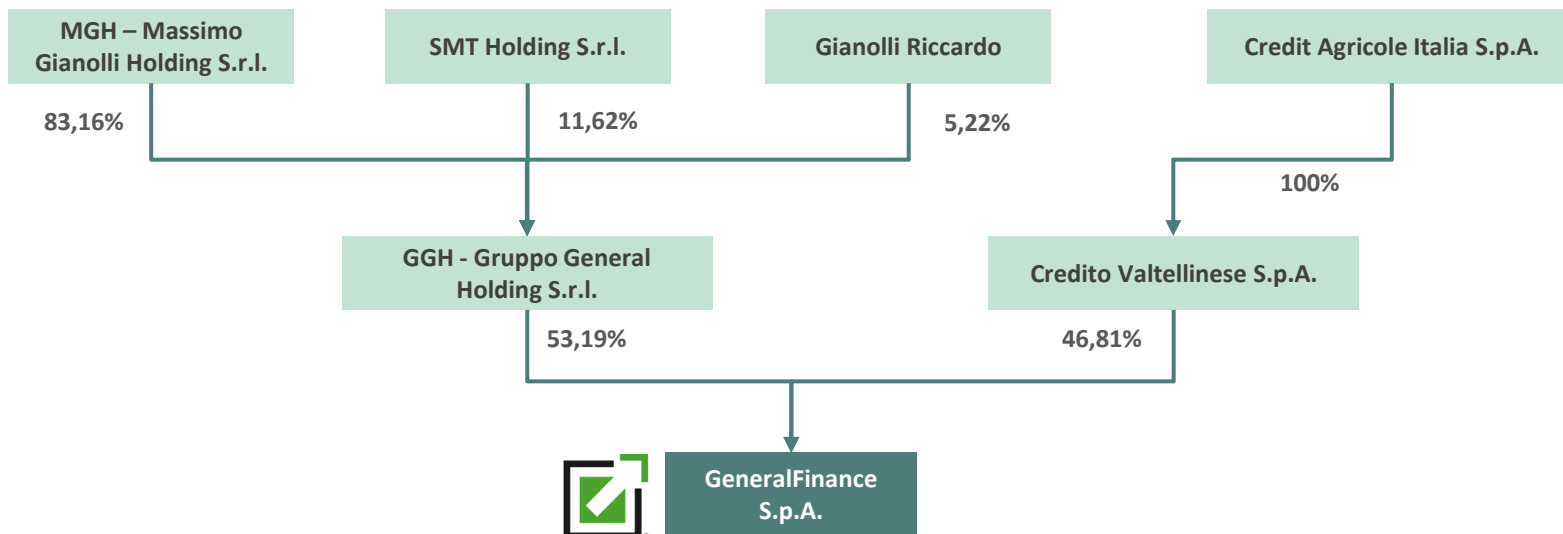 MGH – Massimo
Gianolli Holding S.r.l.
SMT Holding S.r.l.
Gianolli Riccardo
Credit Agricole Italia S.p.A.
83,16%
11,62%
5,22%
100%
GGH - Gruppo General
Holding S.r.l.
Credito Valtellinese S.p.A.
53,19%
46,81%
GeneralFinance
S.p.A.